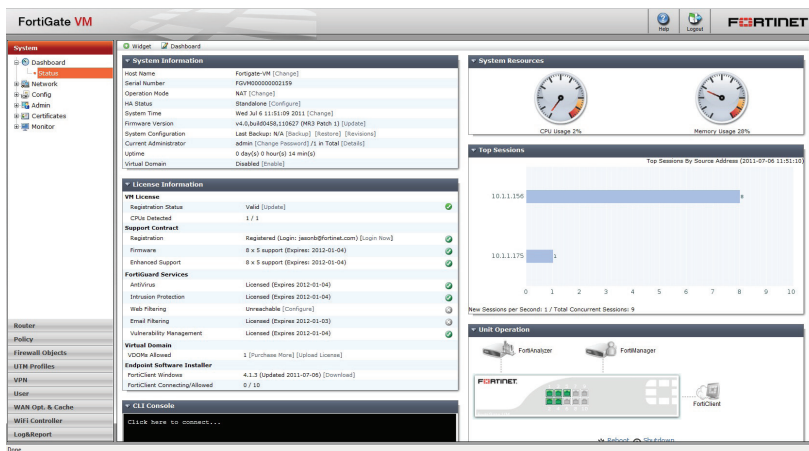 FortiGate VM
Help
Logout
FORTINET
System
Widget Dashboard
Dashboard
Status
Network
Config
Admin
Certificates
Monitor
Router
Policy
Firewall Objects
UTM Profiles
VPN
User
WAN Opt. & Cache
WiFi Controller
Log&Report
System Information
Host Name Fortigate-VM [Change]
Serial Number FGVM000000002159
Operation Mode NAT [Change]
HA Status Standalone [Configure]
System Time Wed Jul 6 11:51:09 2011 [Change]
Firmware Version v4.0,build0458,110627 (MR3 Patch 1) [Update]
System Configuration Last Backup: N/A [Backup] [Restore] [Revisions]
Current Administrator admin [Change Password] /1 in Total [Details]
Uptime 0 day(s) 0 hour(s) 14 min(s)
Virtual Domain Disabled [Enable]
License Information
VM License
Registration Status Valid [Update]
CPUs Detected 1 / 1
Support Contract
Registration Registered (Login: jasonb@fortinet.com) [Login Now]
Firmware 8 x 5 support (Expires: 2012-01-04)
Enhanced Support 8 x 5 support (Expires: 2012-01-04)
FortiGuard Services
AntiVirus Licensed (Expires 2012-01-04)
Intrusion Protection Licensed (Expires 2012-01-04)
Web Filtering Unreachable [Configure]
Email Filtering Licensed (Expires 2012-01-03)
Vulnerability Management Licensed (Expires 2012-01-04)
Virtual Domain
VDOMs Allowed 1 [Purchase More] [Upload License]
Endpoint Software Installer
FortiClient Windows 4.1.3 (Updated 2011-07-06) [Download]
FortiClient Connecting/Allowed 0 / 10
CLI Console
Click here to connect...
System Resources
CPU Usage 2%
Memory Usage 28%
Top Sessions
Top Sessions By Source Address (2011-07-06 11:51:10)
10.1.1.156 8
10.1.1.175 1
0 1 2 3 4 5 6 7 8 9 10
New Sessions per Second: 1 / Total Concurrent Sessions: 9
Unit Operation
FortiAnalyzer
FortiManager
FORTINET
FortiClient
Reboot Shutdown
Done